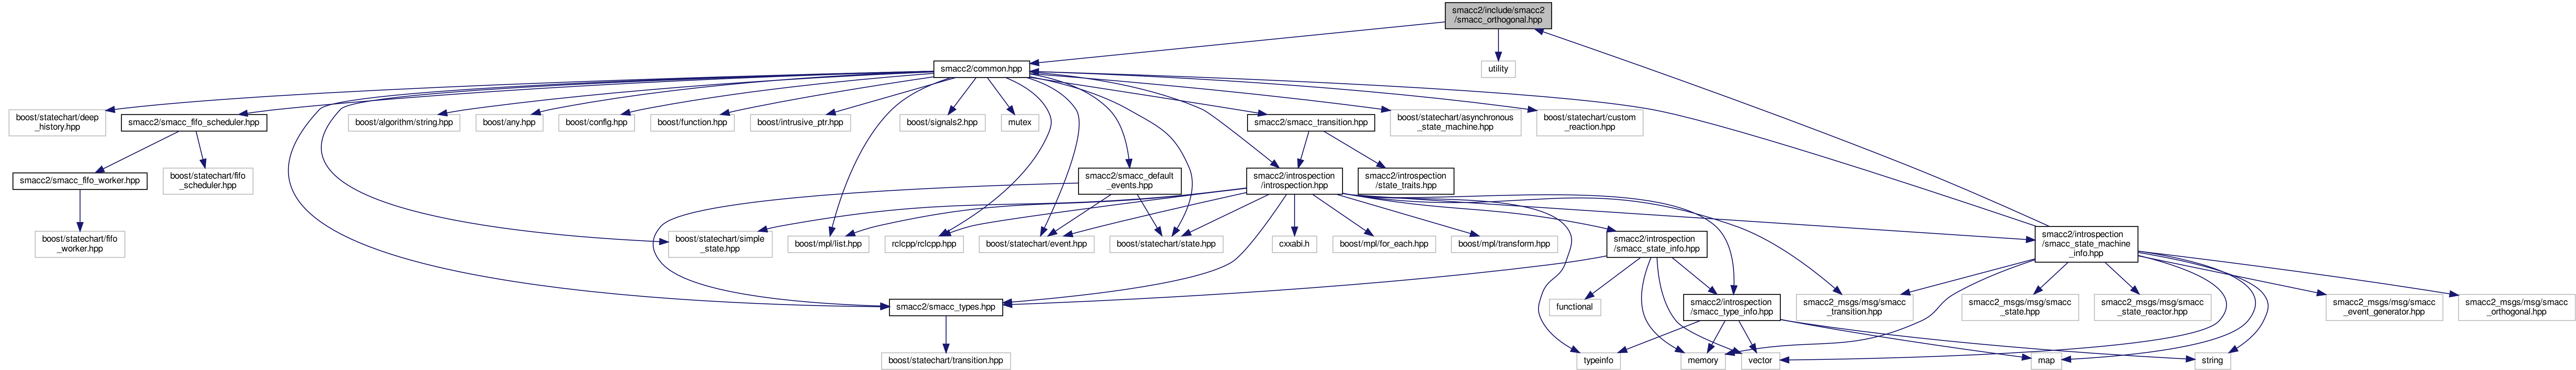 smacc2/include/smacc2
/smacc_orthogonal.hpp
smacc2/common.hpp
utility
boost/statechart/deep
_history.hpp
smacc2/smacc_fifo_scheduler.hpp
boost/algorithm/string.hpp
boost/any.hpp
boost/config.hpp
boost/function.hpp
boost/intrusive_ptr.hpp
boost/signals2.hpp
mutex
smacc2/smacc_transition.hpp
boost/statechart/asynchronous
_state_machine.hpp
boost/statechart/custom
_reaction.hpp
smacc2/smacc_fifo_worker.hpp
boost/statechart/fifo
_scheduler.hpp
smacc2/smacc_default
_events.hpp
smacc2/introspection
/introspection.hpp
smacc2/introspection
/state_traits.hpp
boost/statechart/fifo
_worker.hpp
boost/statechart/simple
_state.hpp
boost/mpl/list.hpp
rclcpp/rclcpp.hpp
boost/statechart/event.hpp
boost/statechart/state.hpp
cxxabi.h
boost/mpl/for_each.hpp
boost/mpl/transform.hpp
smacc2/introspection
/smacc_state_info.hpp
smacc2/introspection
/smacc_state_machine
_info.hpp
smacc2/smacc_types.hpp
functional
smacc2/introspection
/smacc_type_info.hpp
smacc2_msgs/msg/smacc
_transition.hpp
smacc2_msgs/msg/smacc
_state.hpp
smacc2_msgs/msg/smacc
_state_reactor.hpp
smacc2_msgs/msg/smacc
_event_generator.hpp
smacc2_msgs/msg/smacc
_orthogonal.hpp
boost/statechart/transition.hpp
typeinfo
memory
vector
map
string